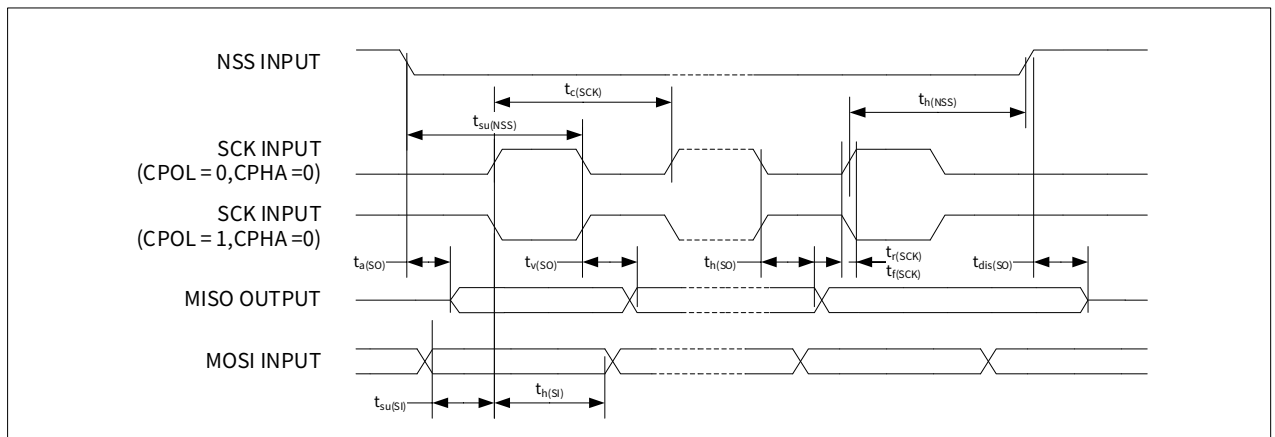 NSS INPUT
tc(SCK)
th(NSS)
tsu(NSS)
SCK INPUT
(CPOL = 0,CPHA =0)
SCK INPUT
(CPOL = 1,CPHA =0)
ta(SO)
tv(SO)
th(SO)
tr(SCK)
tf(SCK)
tdis(SO)
MISO OUTPUT
MOSI INPUT
tsu(SI)
th(SI)